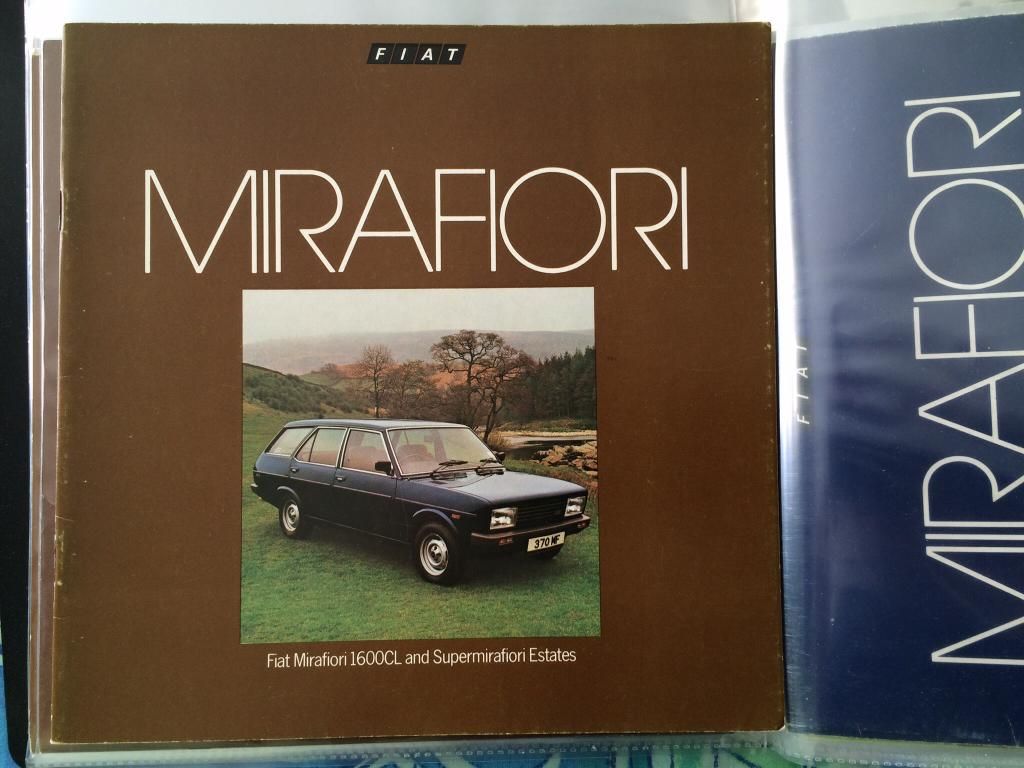 FIAT
MIRAFIORI
370 MF
Fiat Mirafiori 1600CL and Supermirafiori Estates
FIAT
MIRAFIORI